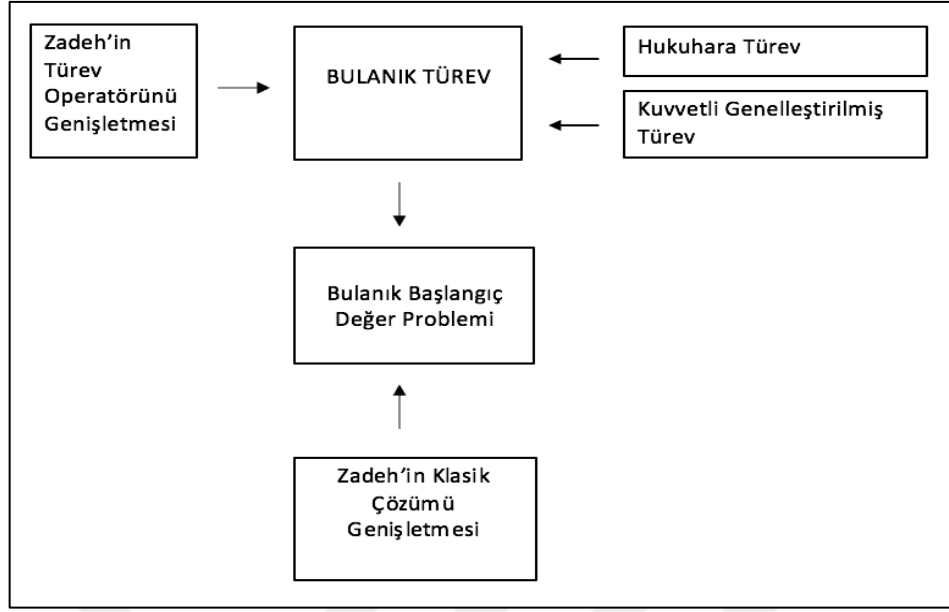 Zadeh'in
Türev
Operatörünü
Genişletmesi
BULANIK TÜREV
Hukuhara Türev
Kuvvetli Genelleştirilmiş
Türev
Bulanık Başlangıç
Değer Problemi
Zadeh'in Klasik
Çözümü
Genişletmesi